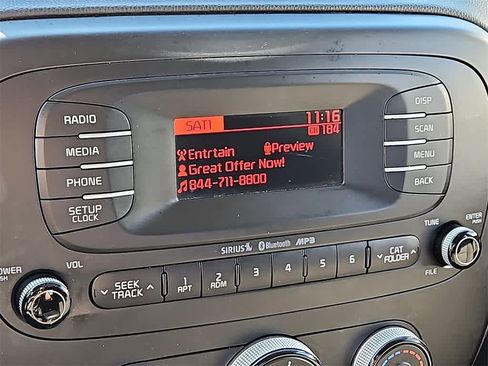 RADIO
MEDIA
PHONE
SETUP
CLOCK
SAT1 11:16
CH 184
Entrtain Preview
Great Offer Now!
844-711-8800
DISP
SCAN
MENU
BACK
SIRIUS Bluetooth MP3
POWER
PUSH
VOL
SEEK
TRACK
1
RPT
2
RDM
3
4
5
6
CAT
FOLDER
TUNE
FILE
ENTER
PUSH